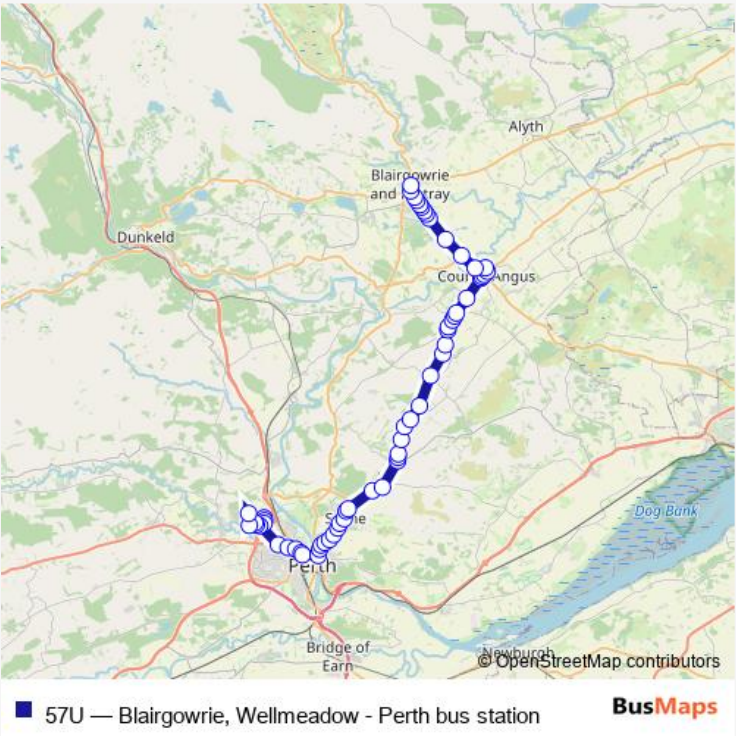 Alyth
Blairgowrie
and Rattray
Dunkeld
Coupar Angus
Dog Bank
Scone
Perth
Bridge of
Earn
Newburgh
© OpenStreetMap contributors
57U — Blairgowrie, Wellmeadow - Perth bus station
BusMaps